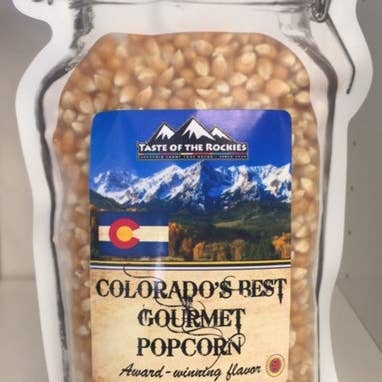 TASTE OF THE ROCKIES
COLORADO'S BEST
GOURMET
POPCORN
Award-winning flavor